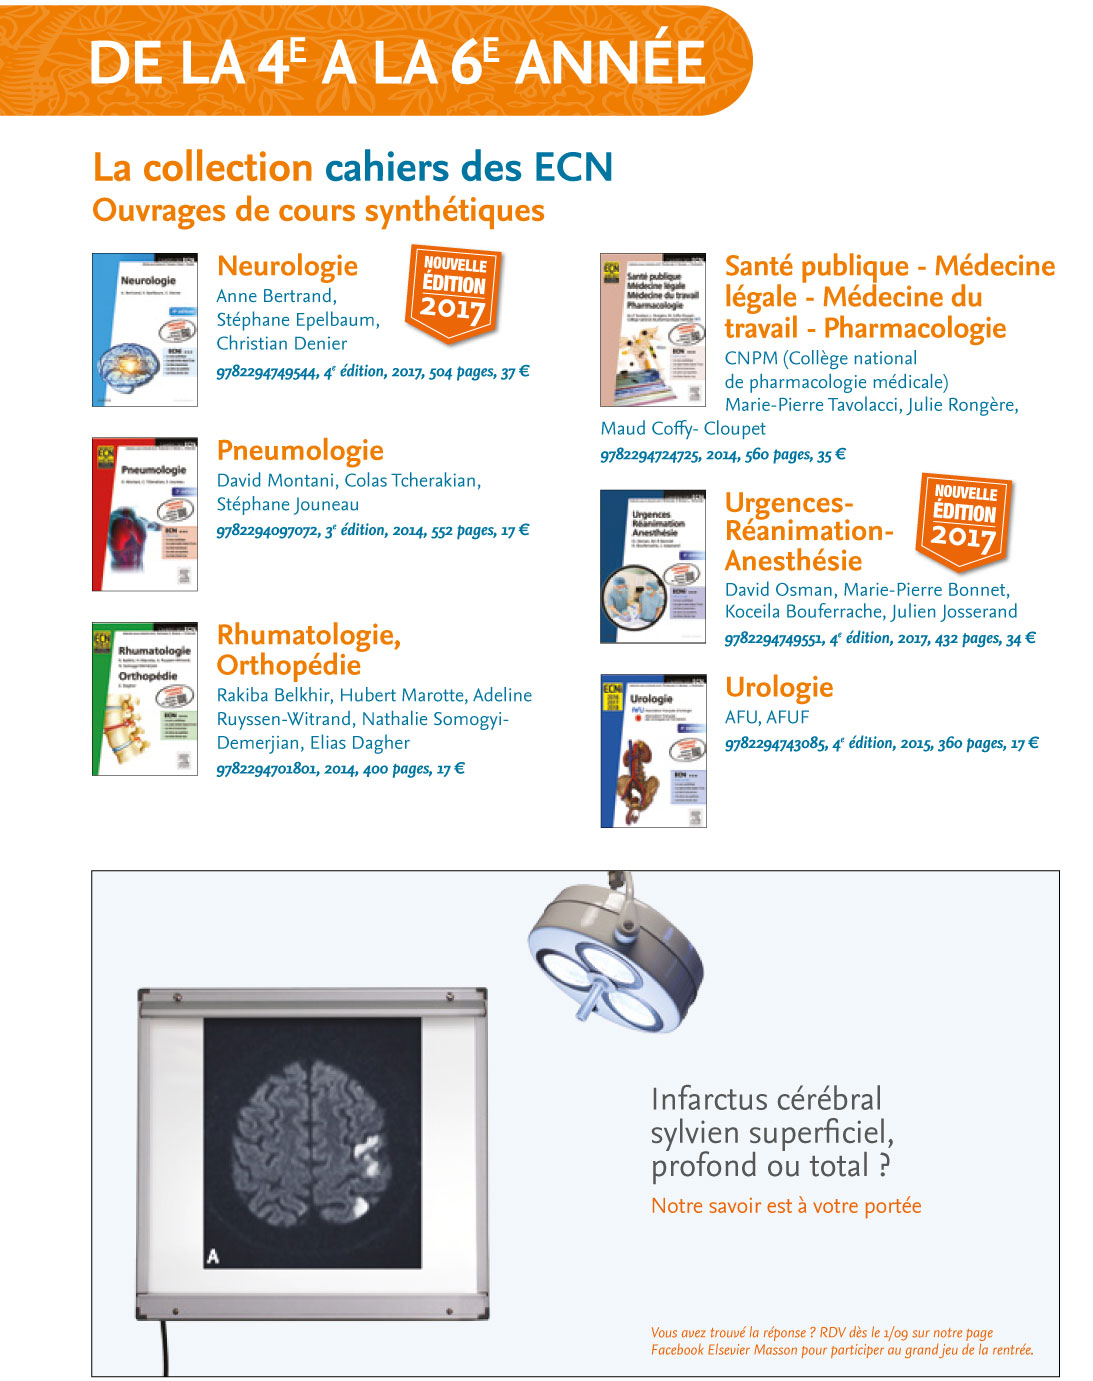 DE LA 4E A LA 6E ANNÉE
La collection cahiers des ECN
Ouvrages de cours synthétiques
Neurologie
Neurologie
Anne Bertrand,
Stéphane Epelbaum,
Christian Denier
9782294749544, 4e édition, 2017, 504 pages, 37 €
NOUVELLE
ÉDITION
2017
Pneumologie
Pneumologie
David Montani, Colas Tcherakian,
Stéphane Jouneau
9782294097072, 3e édition, 2014, 552 pages, 17 €
Rhumatologie
Orthopédie
Rhumatologie,
Orthopédie
Rakiba Belkhir, Hubert Marotte, Adeline
Ruyssen-Witrand, Nathalie Somogyi-
Demerjian, Elias Dagher
9782294701801, 2014, 400 pages, 17 €
Santé publique
Médecine légale
Médecine du travail
Pharmacologie
Santé publique - Médecine
légale - Médecine du
travail - Pharmacologie
CNPM (Collège national
de pharmacologie médicale)
Marie-Pierre Tavolacci, Julie Rongère,
Maud Coffy- Cloupet
9782294724725, 2014, 560 pages, 35 €
Urgences
Réanimation
Anesthésie
Urgences-
Réanimation-
Anesthésie
NOUVELLE
ÉDITION
2017
David Osman, Marie-Pierre Bonnet,
Koceila Bouferrache, Julien Josserand
9782294749551, 4e édition, 2017, 432 pages, 34 €
Urologie
Urologie
AFU, AFUF
9782294743085, 4e édition, 2015, 360 pages, 17 €
A
Infarctus cérébral
sylvien superficiel,
profond ou total ?
Notre savoir est à votre portée
Vous avez trouvé la réponse ? RDV dès le 1/09 sur notre page
Facebook Elsevier Masson pour participer au grand jeu de la rentrée.